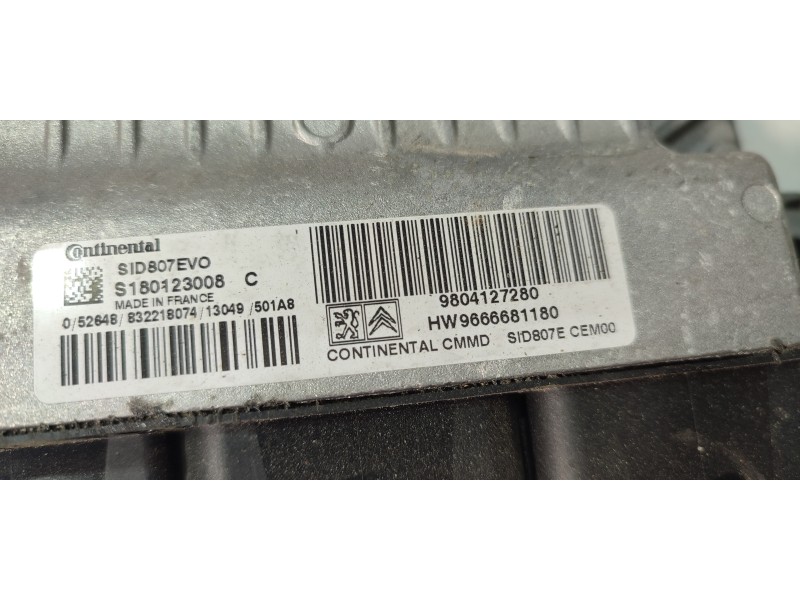 Continental
SID807EVO
S180123008 C
MADE IN FRANCE
0/52648/832218074/13049/501A8
9804127280
HW9666681180
CONTINENTAL CMMD SID807E CEM00